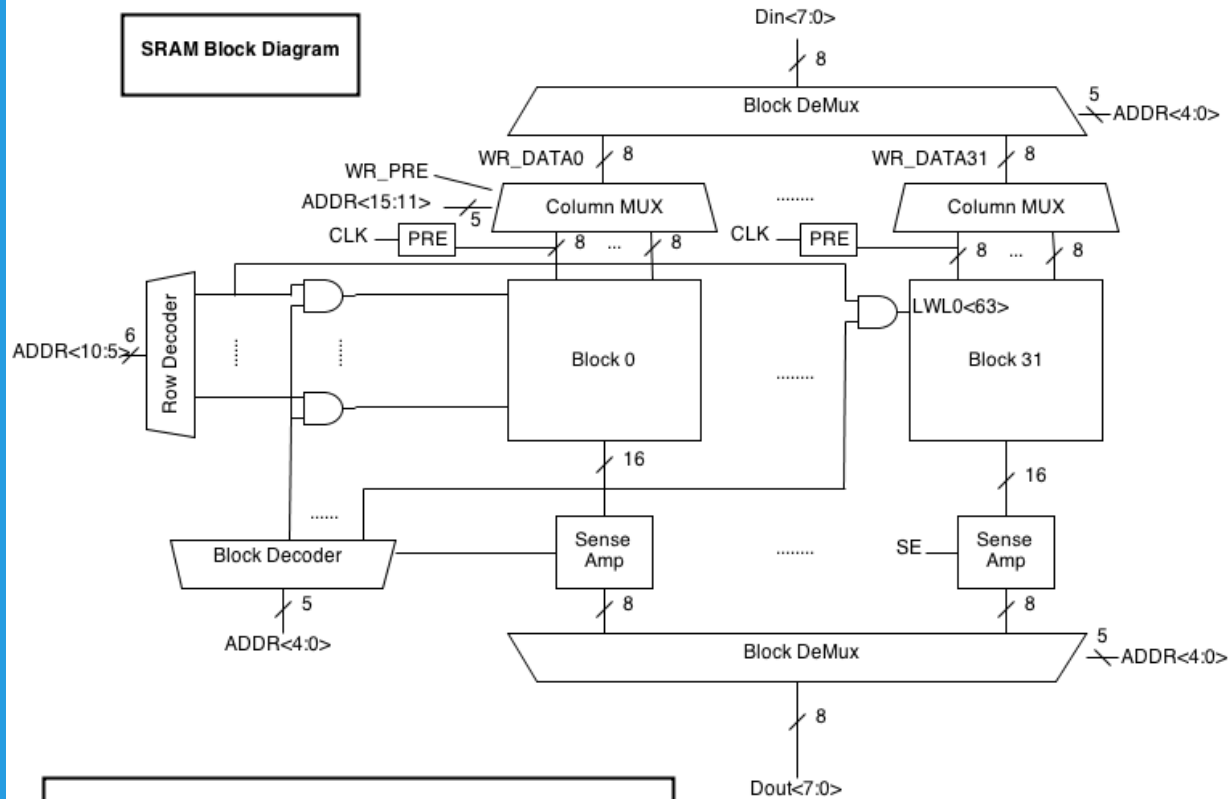 SRAM Block Diagram
Din<7:0>
8
Block DeMux
5
ADDR<4:0>
WR_DATA0
8
WR_DATA31
8
WR_PRE
ADDR<15:11>
5
Column MUX
........
Column MUX
CLK
PRE
8
...
8
CLK
PRE
8
...
8
ADDR<10:5>
6
Row Decoder
......
......
Block 0
........
LWL0<63>
Block 31
16
16
......
Block Decoder
Sense
Amp
........
SE
Sense
Amp
5
ADDR<4:0>
8
8
Block DeMux
5
ADDR<4:0>
8
Dout<7:0>